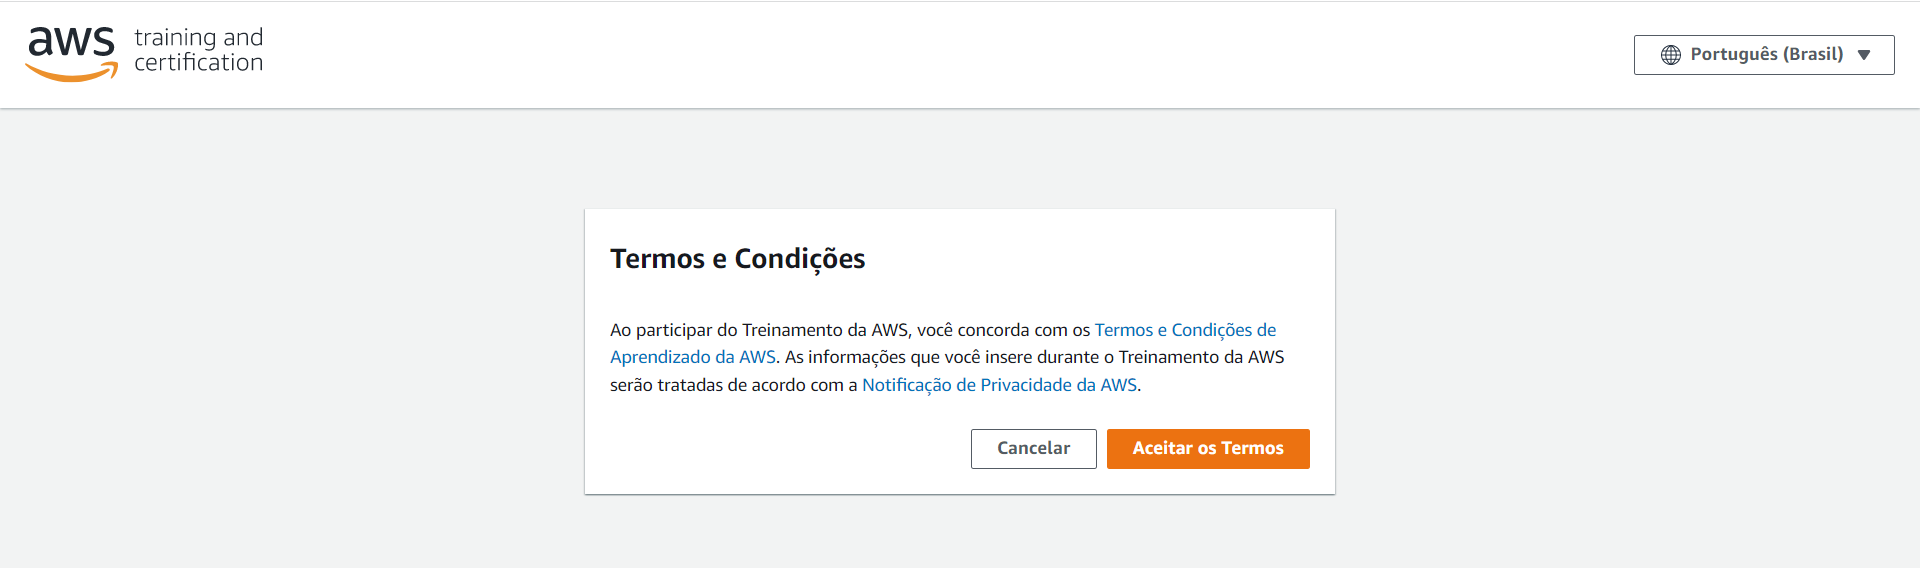 aws training and
certification
Português (Brasil)
Termos e Condições
Ao participar do Treinamento da AWS, você concorda com os Termos e Condições de
Aprendizado da AWS. As informações que você insere durante o Treinamento da AWS
serão tratadas de acordo com a Notificação de Privacidade da AWS.
Cancelar
Aceitar os Termos